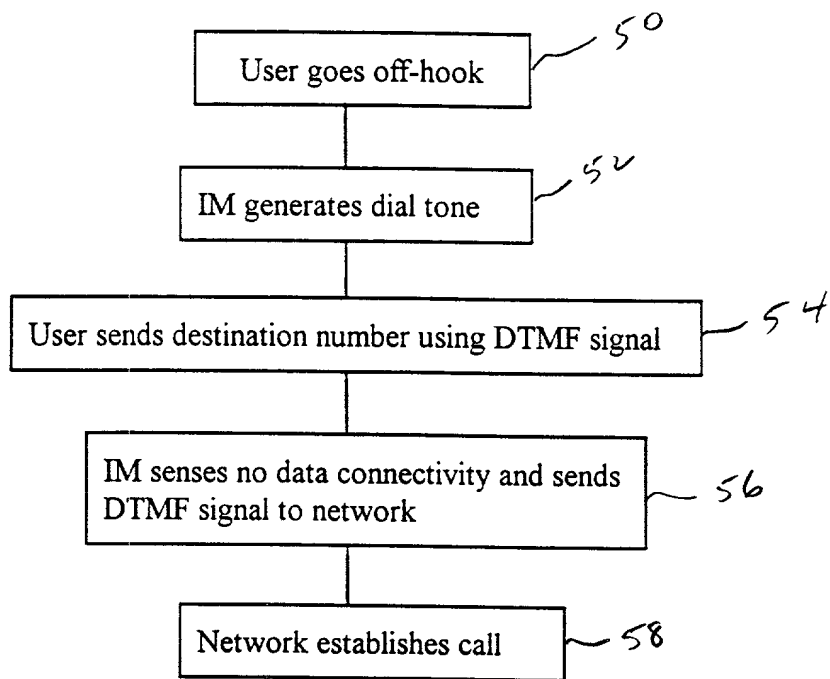 50
User goes off-hook
52
IM generates dial tone
54
User sends destination number using DTMF signal
IM senses no data connectivity and sends
DTMF signal to network
56
Network establishes call
58